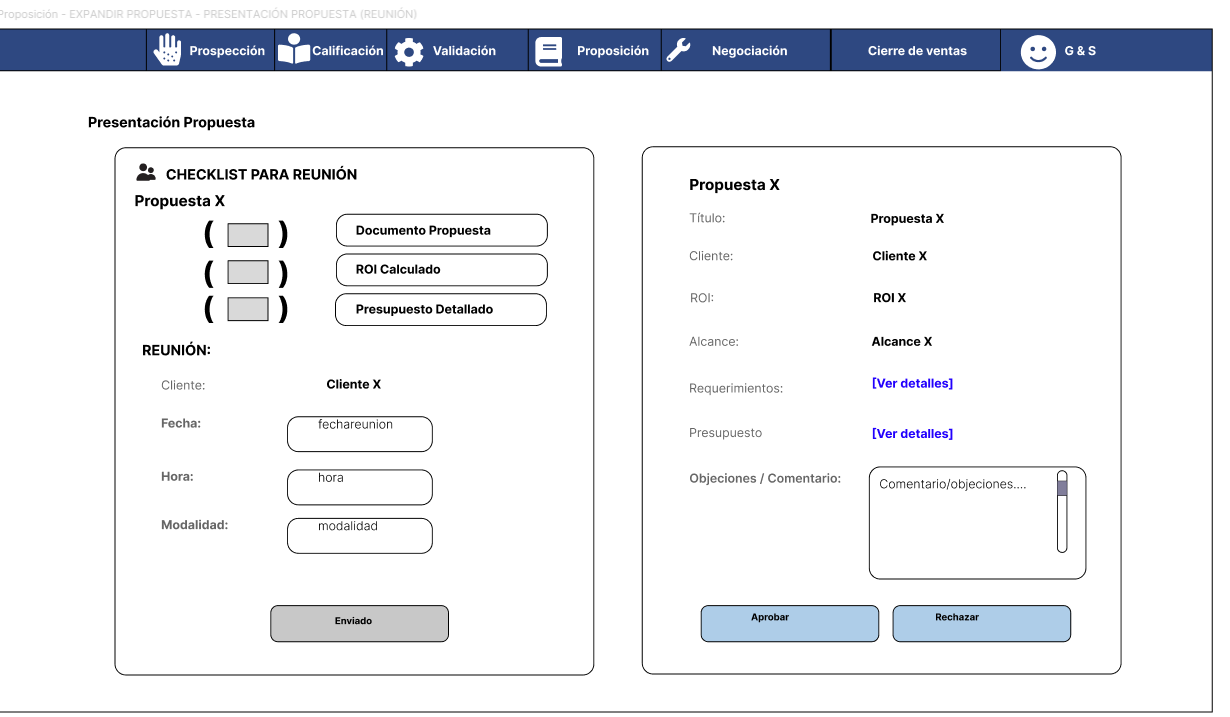 Proposición - EXPANDIR PROPUESTA - PRESENTACIÓN PROPUESTA (REUNIÓN)
Prospección Calificación Validación Proposición Negociación Cierre de ventas G & S
Presentación Propuesta
CHECKLIST PARA REUNIÓN
Propuesta X
( ) Documento Propuesta
( ) ROI Calculado
( ) Presupuesto Detallado
REUNIÓN:
Cliente: Cliente X
Fecha: fechareunion
Hora: hora
Modalidad: modalidad
Enviado
Propuesta X
Título: Propuesta X
Cliente: Cliente X
ROI: ROI X
Alcance: Alcance X
Requerimientos: [Ver detalles]
Presupuesto [Ver detalles]
Objeciones / Comentario: Comentario/objeciones....
Aprobar Rechazar